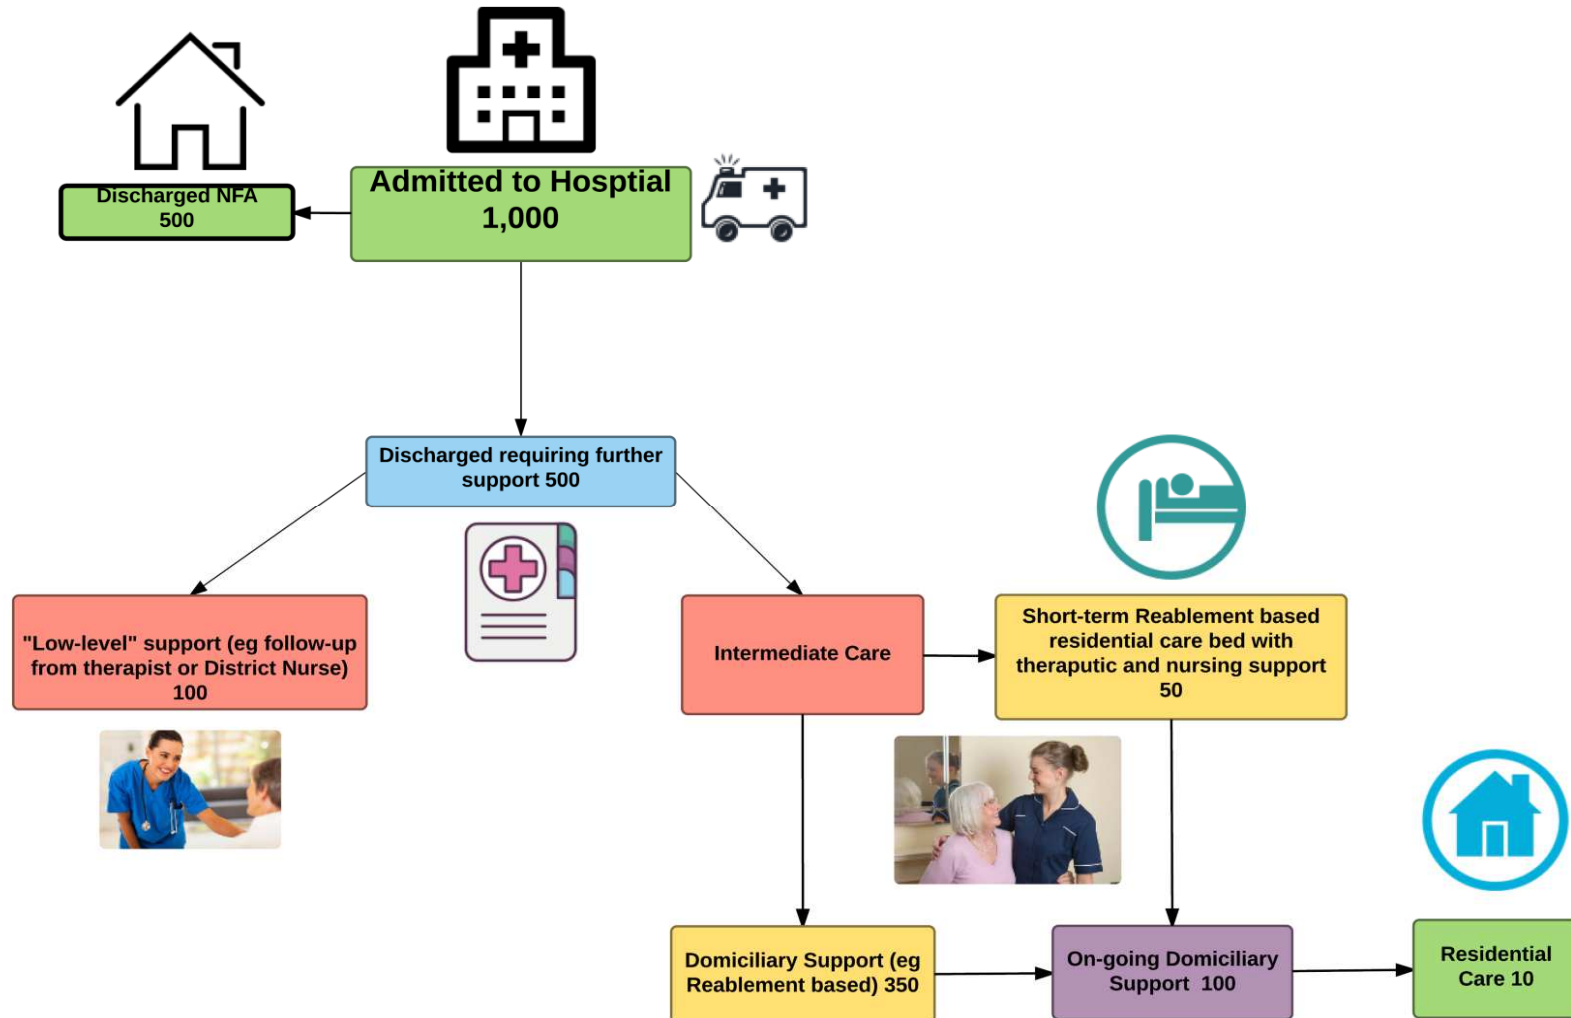 Admitted to Hosptial
1,000
Discharged NFA
500
Discharged requiring further
support 500
"Low-level" support (eg follow-up
from therapist or District Nurse)
100
Intermediate Care
Short-term Reablement based
residential care bed with
theraputic and nursing support
50
Domiciliary Support (eg
Reablement based) 350
On-going Domiciliary
Support  100
Residential
Care 10